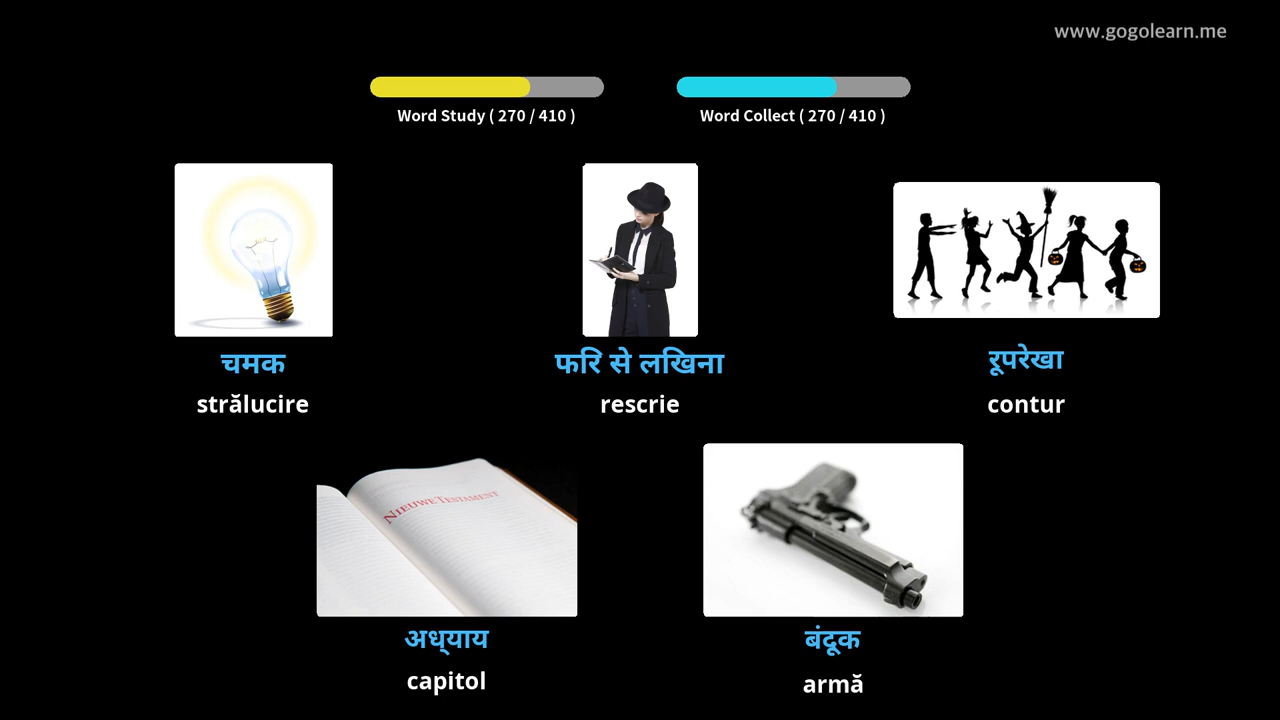 www.gogolearn.me
Word Study ( 270 / 410 )
Word Collect ( 270 / 410 )
चमक
फरि से लखिना
रूपरेखा
strălucire
rescrie
contur
NIEUWE TESTAMENT
अध्याय
बंदूक
capitol
armă